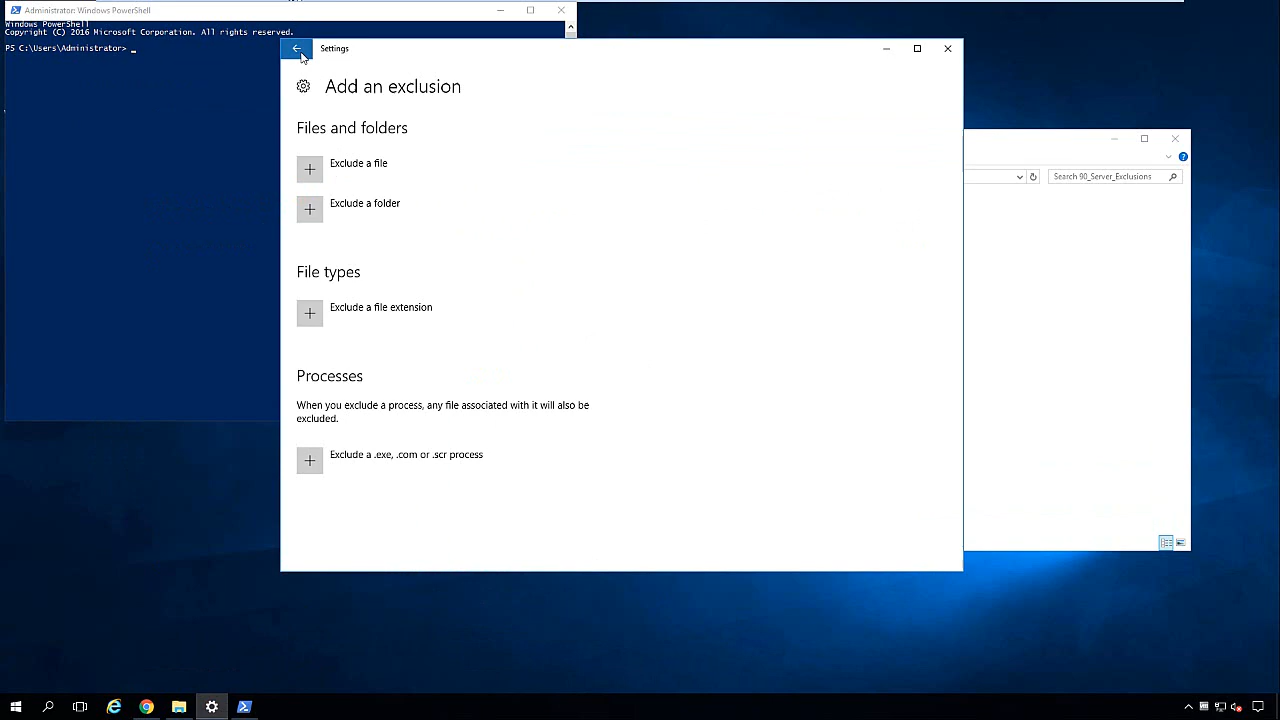 Administrator: Windows PowerShell
Windows PowerShell
Copyright (C) 2016 Microsoft Corporation. All rights reserved.
PS C:\Users\Administrator> _
Settings
Add an exclusion
Files and folders
Exclude a file
Exclude a folder
File types
Exclude a file extension
Processes
When you exclude a process, any file associated with it will also be
excluded.
Exclude a .exe, .com or .scr process
Search 90_Server_Exclusions